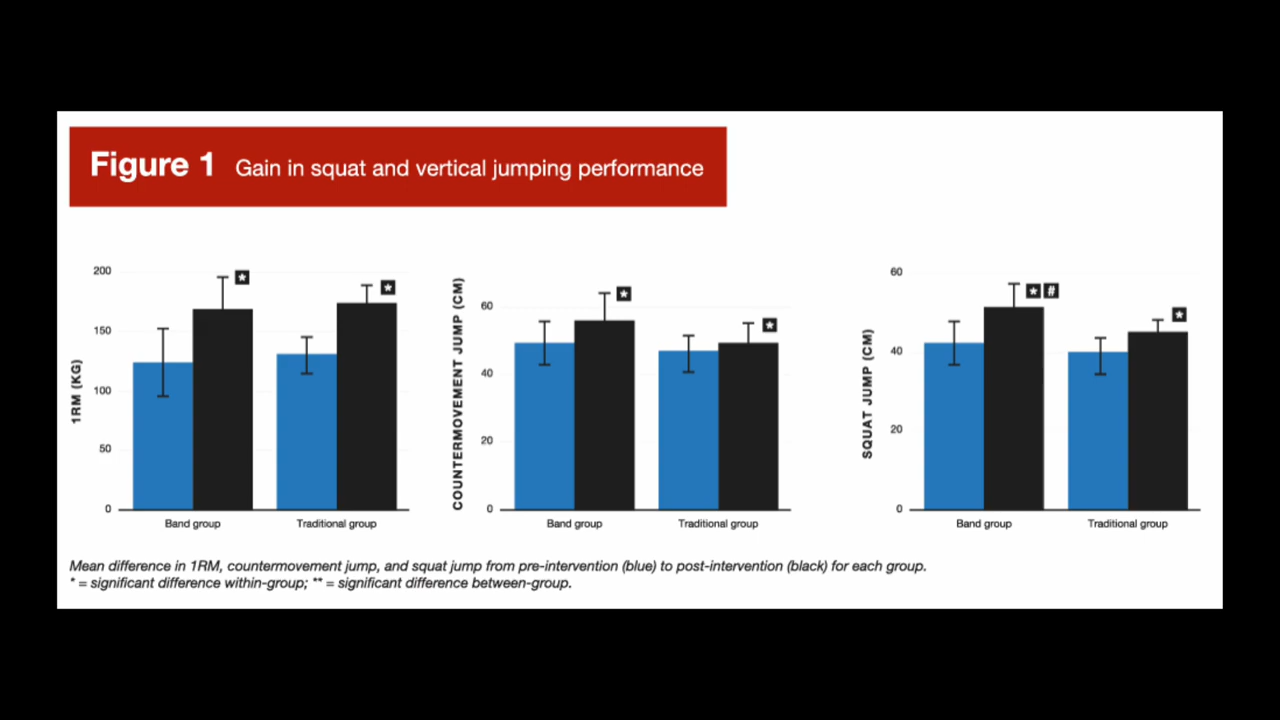 Figure 1 Gain in squat and vertical jumping performance
1RM (KG)
200
150
100
50
0
Band group
Traditional group
COUNTERMOVEMENT JUMP (CM)
60
40
20
0
Band group
Traditional group
SQUAT JUMP (CM)
60
40
20
0
#
Band group
Traditional group
Mean difference in 1RM, countermovement jump, and squat jump from pre-intervention (blue) to post-intervention (black) for each group.
* = significant difference within-group; ** = significant difference between-group.